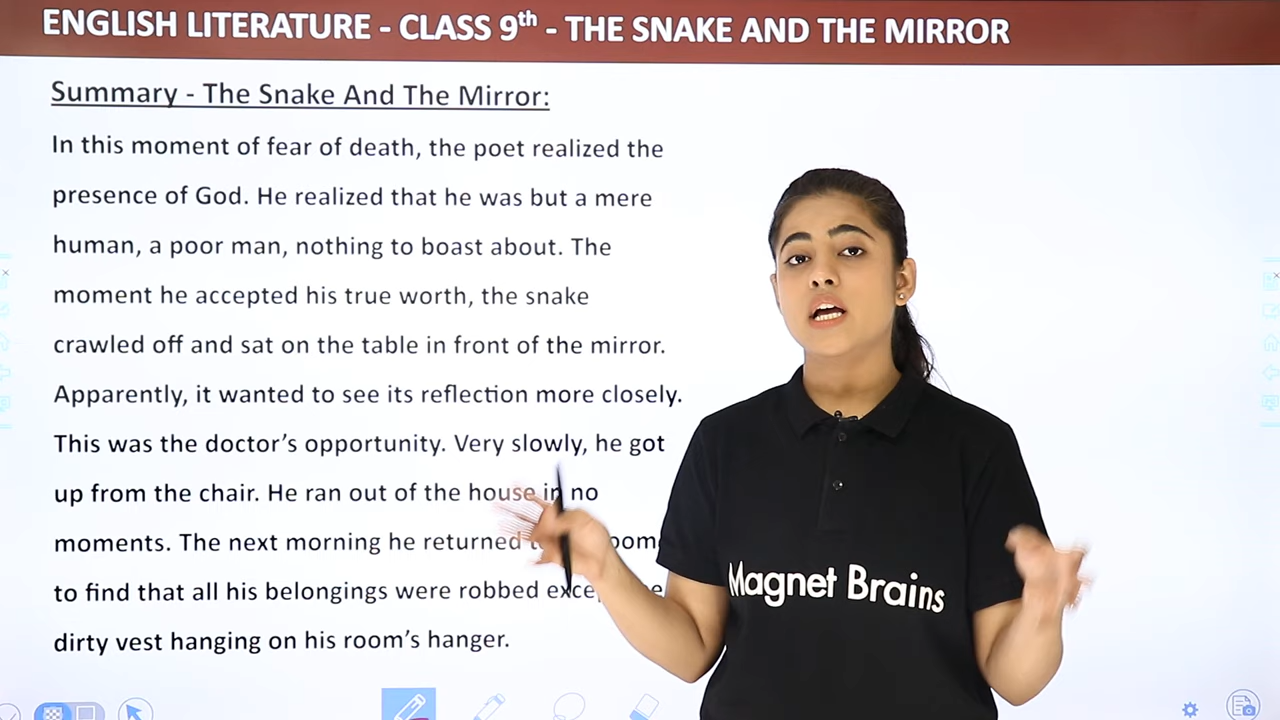 ENGLISH LITERATURE - CLASS 9th - THE SNAKE AND THE MIRROR
Summary - The Snake And The Mirror:
In this moment of fear of death, the poet realized the
presence of God. He realized that he was but a mere
human, a poor man, nothing to boast about. The
moment he accepted his true worth, the snake
crawled off and sat on the table in front of the mirror.
Apparently, it wanted to see its reflection more closely.
This was the doctor's opportunity. Very slowly, he got
up from the chair. He ran out of the house in no
moments. The next morning he returned
to find that all his belongings were robbed
dirty vest hanging on his room's hanger.
Magnet Brains